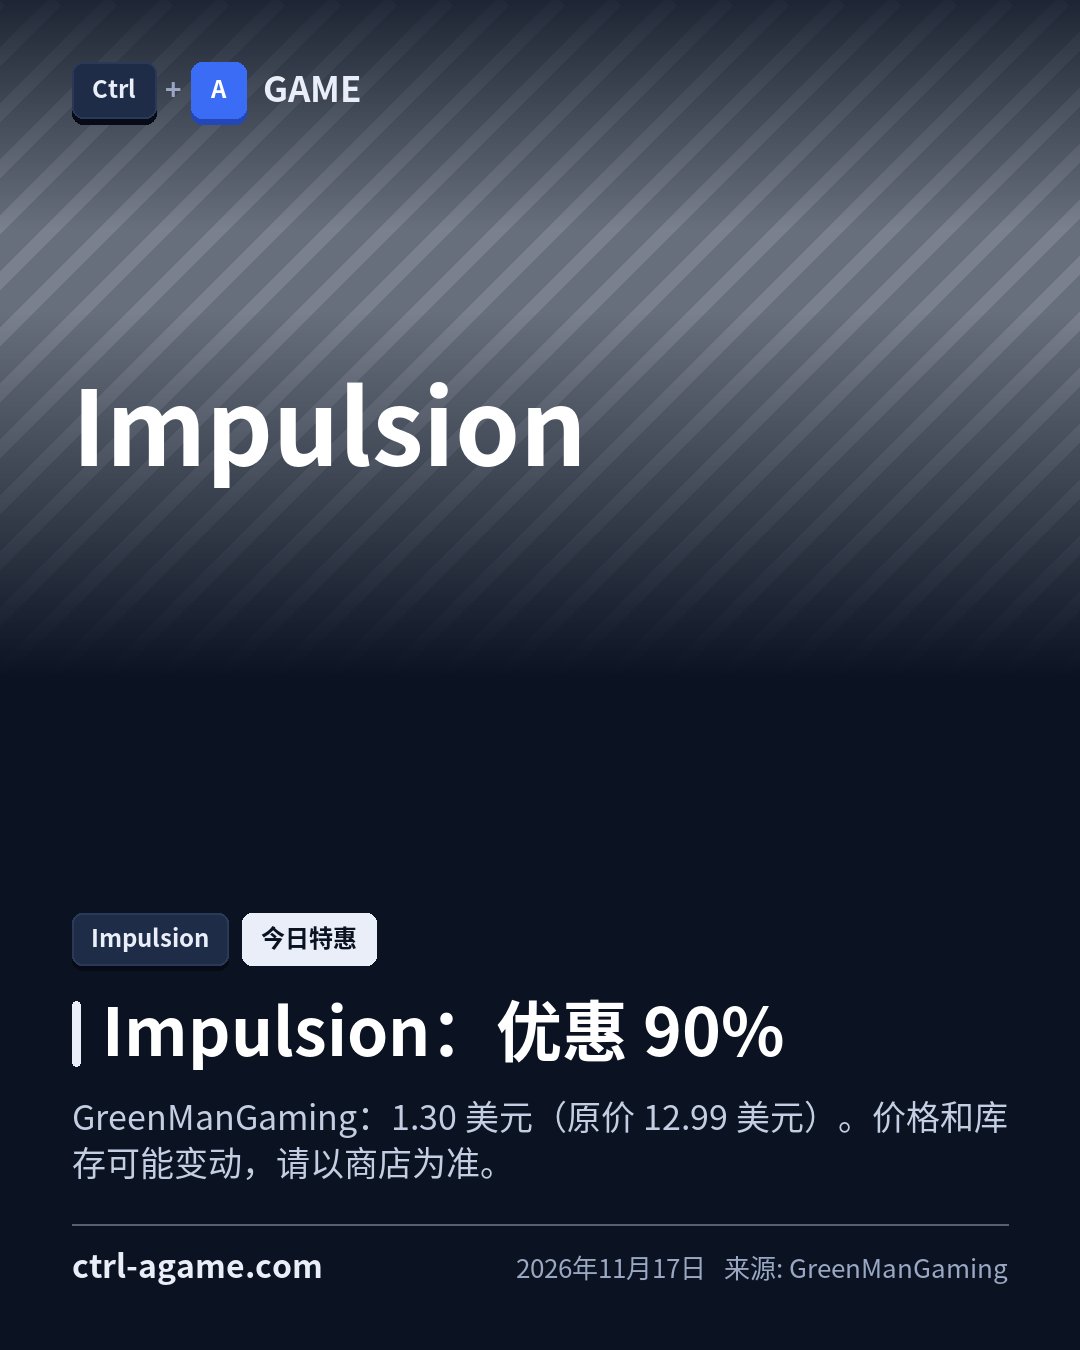 Ctrl + A GAME
Impulsion
Impulsion 今日特惠
Impulsion：优惠 90%
GreenManGaming：1.30 美元（原价 12.99 美元）。价格和库
存可能变动，请以商店为准。
ctrl-agame.com 2026年11月17日 来源: GreenManGaming